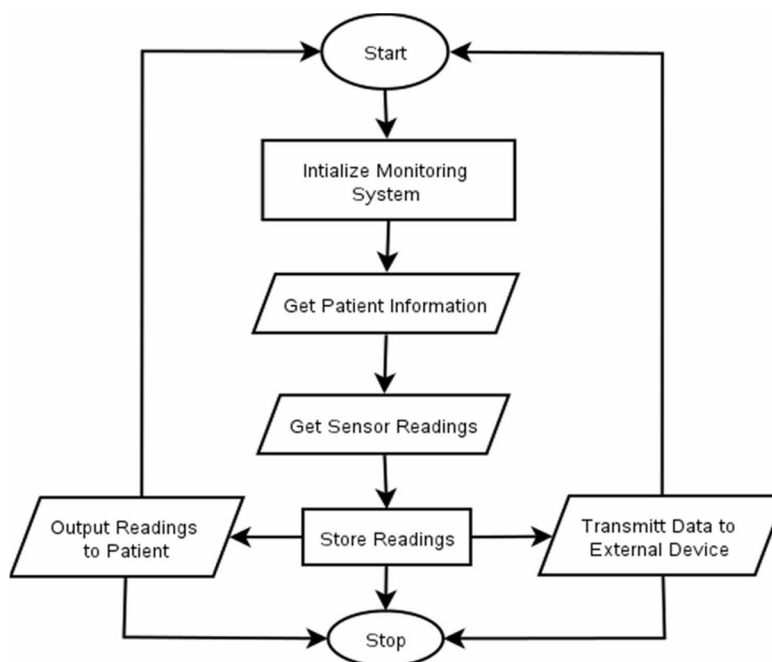 Start
Intialize Monitoring
System
Get Patient Information
Get Sensor Readings
Output Readings
to Patient
Store Readings
Transmitt Data to
External Device
Stop